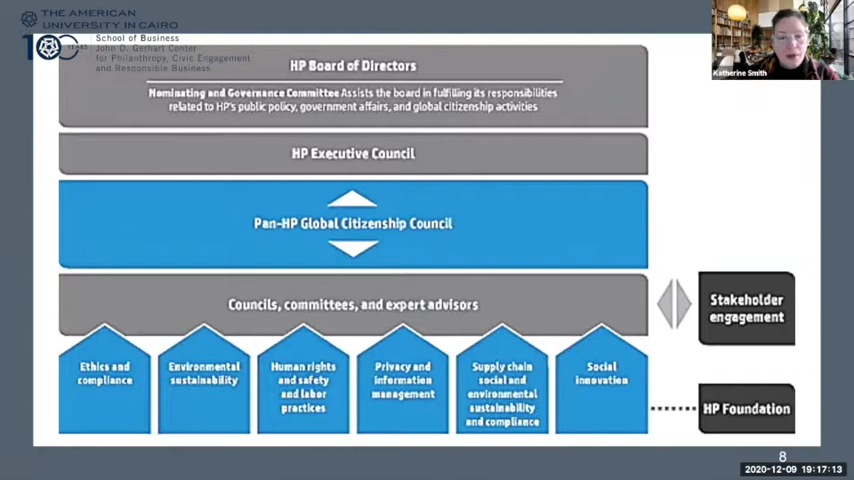 THE AMERICAN
UNIVERSITY IN CAIRO
100 YEARS
School of Business
John D. Gerhart Center
for Philanthropy, Civic Engagement
and Responsible Business
Katherine Smith
HP Board of Directors
Nominating and Governance Committee Assists the board in fulfilling its responsibilities
related to HP's public policy, government affairs, and global citizenship activities
HP Executive Council
Pan-HP Global Citizenship Council
Councils, committees, and expert advisors
Stakeholder
engagement
Ethics and
compliance
Environmental
sustainability
Human rights
and safety
and labor
practices
Privacy and
information
management
Supply chain
social and
environmental
sustainability
and compliance
Social
innovation
HP Foundation
8
2020-12-09 19:17:13